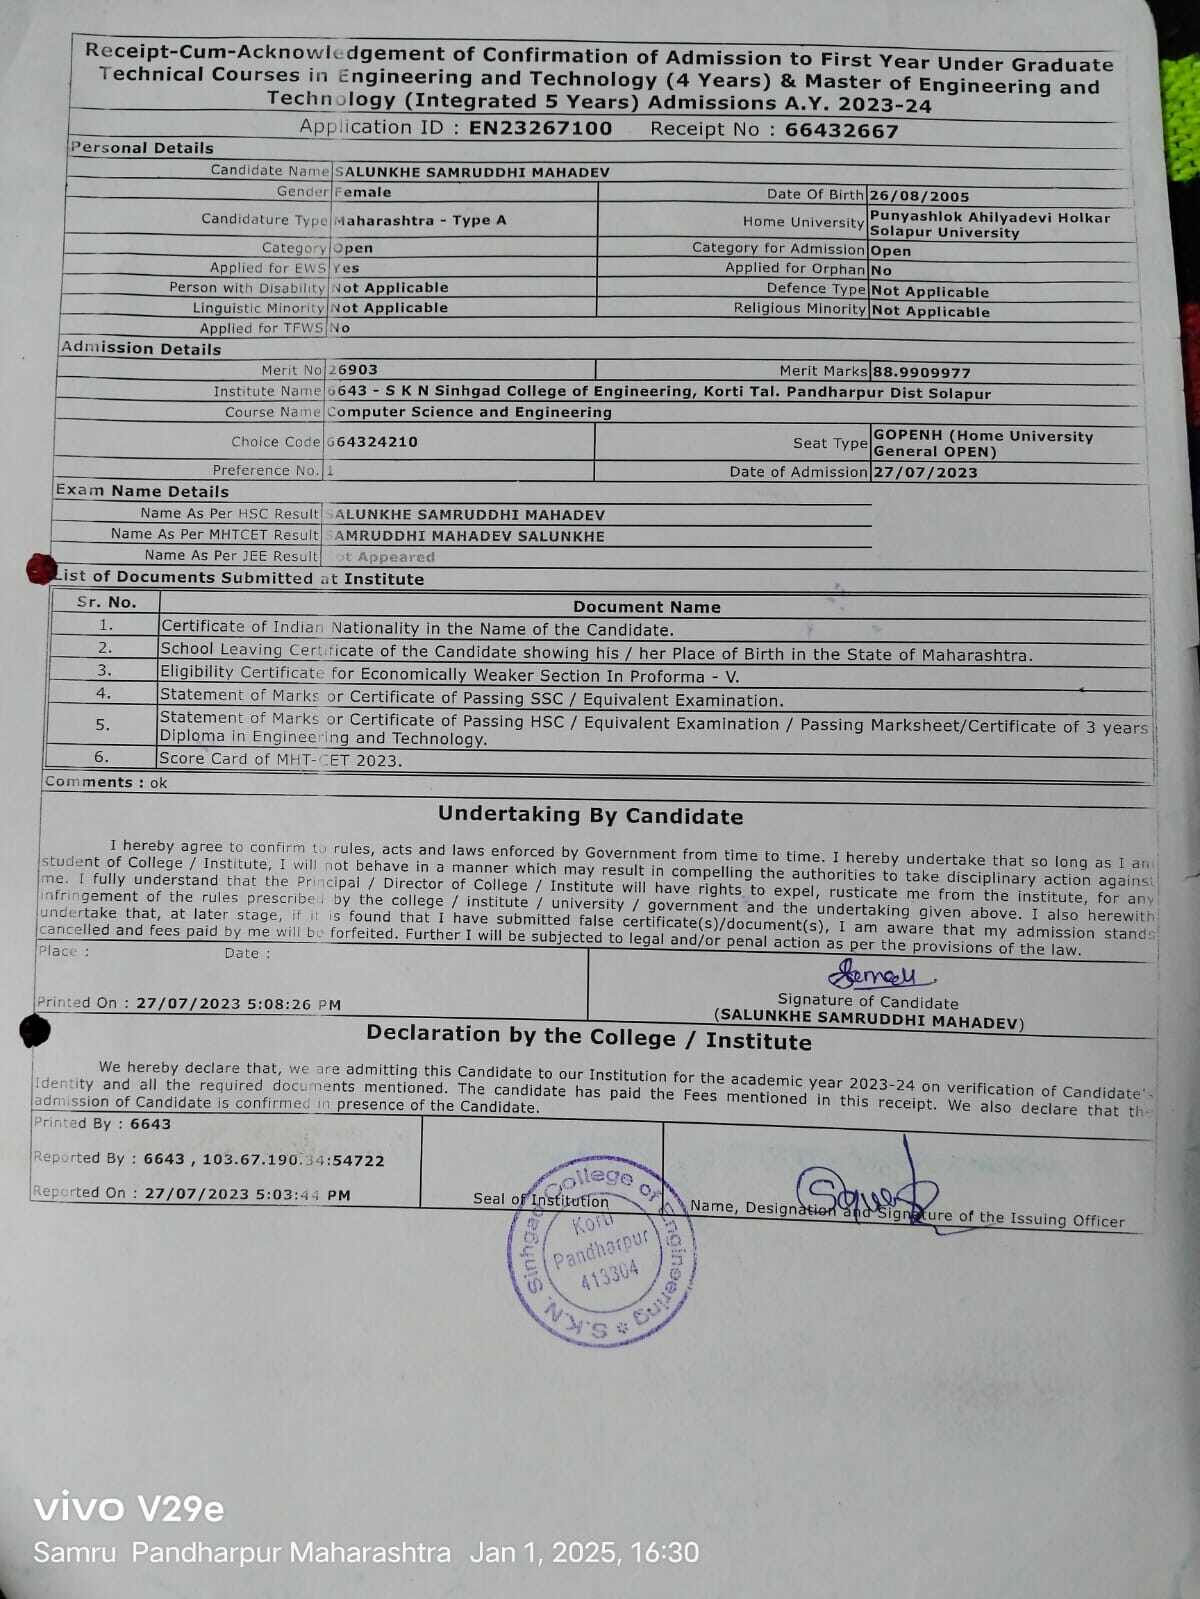 Receipt-Cum-Acknowledgement of Confirmation of Admission to First Year Under Graduate
Technical Courses in Engineering and Technology (4 Years) & Master of Engineering and
Technology (Integrated 5 Years) Admissions A.Y. 2023-24
Application ID : EN23267100 Receipt No : 66432667
Personal Details
Candidate Name SALUNKHE SAMRUDDHI MAHADEV
Gender Female Date Of Birth 26/08/2005
Candidature Type Maharashtra - Type A Home University Punyashlok Ahilyadevi Holkar
Solapur University
Category Open Category for Admission Open
Applied for EWS Yes Applied for Orphan No
Person with Disability Not Applicable Defence Type Not Applicable
Linguistic Minority Not Applicable Religious Minority Not Applicable
Applied for TFWS No
Admission Details
Merit No 26903 Merit Marks 88.9909977
Institute Name 6643 - S K N Sinhgad College of Engineering, Korti Tal. Pandharpur Dist Solapur
Course Name Computer Science and Engineering
Choice Code 664324210 Seat Type GOPENH (Home University
General OPEN)
Preference No. 1 Date of Admission 27/07/2023
Exam Name Details
Name As Per HSC Result SALUNKHE SAMRUDDHI MAHADEV
Name As Per MHTCET Result SAMRUDDHI MAHADEV SALUNKHE
Name As Per JEE Result Not Appeared
List of Documents Submitted at Institute
Sr. No. Document Name
1. Certificate of Indian Nationality in the Name of the Candidate.
2. School Leaving Certificate of the Candidate showing his / her Place of Birth in the State of Maharashtra.
3. Eligibility Certificate for Economically Weaker Section In Proforma - V.
4. Statement of Marks or Certificate of Passing SSC / Equivalent Examination.
5. Statement of Marks or Certificate of Passing HSC / Equivalent Examination / Passing Marksheet/Certificate of 3 years
Diploma in Engineering and Technology.
6. Score Card of MHT-CET 2023.
Comments : ok
Undertaking By Candidate
I hereby agree to confirm to rules, acts and laws enforced by Government from time to time. I hereby undertake that so long as I am
student of College / Institute, I will not behave in a manner which may result in compelling the authorities to take disciplinary action against
me. I fully understand that the Principal / Director of College / Institute will have rights to expel, rusticate me from the institute, for any
infringement of the rules prescribed by the college / institute / university / government and the undertaking given above. I also herewith
undertake that, at later stage, if it is found that I have submitted false certificate(s)/document(s), I am aware that my admission stands
cancelled and fees paid by me will be forfeited. Further I will be subjected to legal and/or penal action as per the provisions of the law.
Place : Date :
Printed On : 27/07/2023 5:08:26 PM
Signature of Candidate
(SALUNKHE SAMRUDDHI MAHADEV)
Declaration by the College / Institute
We hereby declare that, we are admitting this Candidate to our Institution for the academic year 2023-24 on verification of Candidate's
Identity and all the required documents mentioned. The candidate has paid the Fees mentioned in this receipt. We also declare that the
admission of Candidate is confirmed in presence of the Candidate.
Printed By : 6643
Reported By : 6643 , 103.67.190.34:54722
Reported On : 27/07/2023 5:03:44 PM
Seal of Institution
Name, Designation and Signature of the Issuing Officer
S.K.N. Sinhgad College of Engineering *
Korti
Pandharpur
413304
vivo V29e
Samru Pandharpur Maharashtra Jan 1, 2025, 16:30